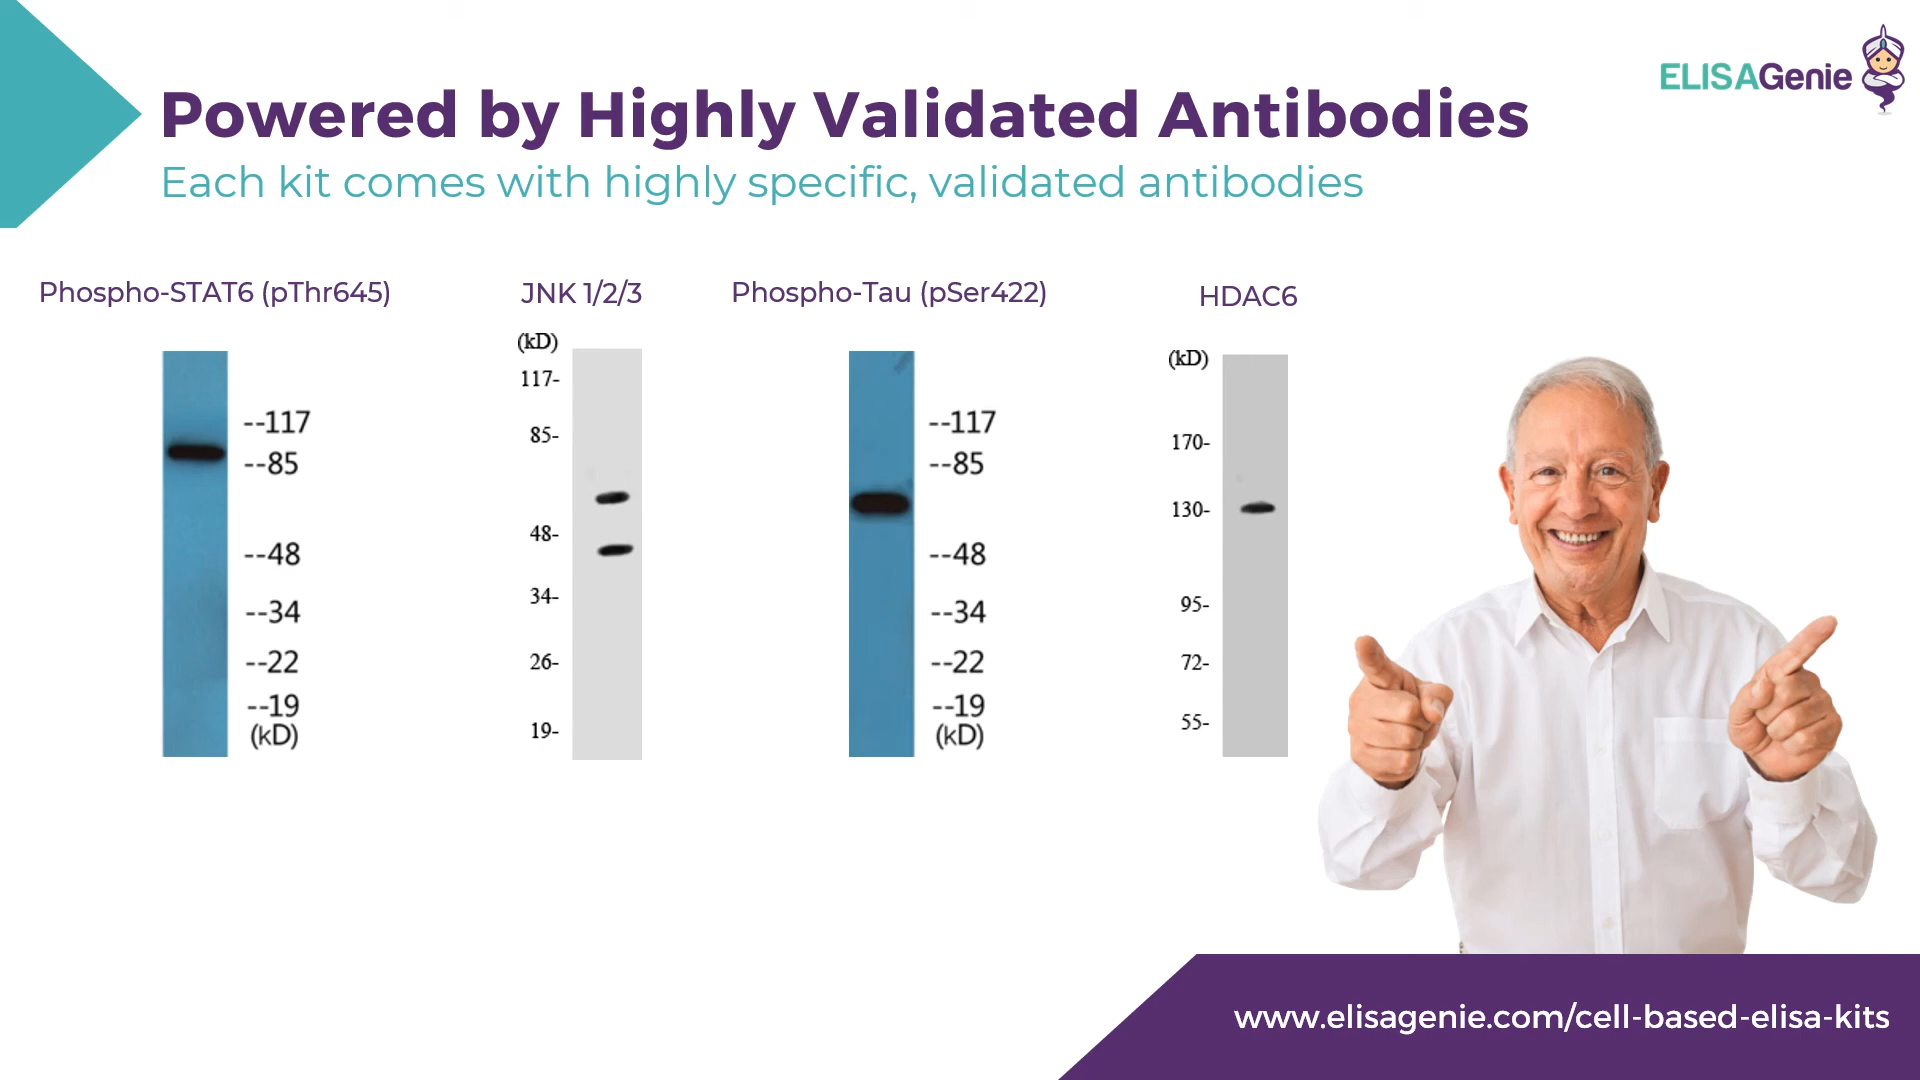 ELISAGenie
Powered by Highly Validated Antibodies
Each kit comes with highly specific, validated antibodies
Phospho-STAT6 (pThr645)
--117
--85
--48
--34
--22
--19
(kD)
JNK 1/2/3
(kD)
117-
85-
48-
34-
26-
19-
Phospho-Tau (pSer422)
--117
--85
--48
--34
--22
--19
(kD)
HDAC6
(kD)
170-
130-
95-
72-
55-
www.elisagenie.com/cell-based-elisa-kits